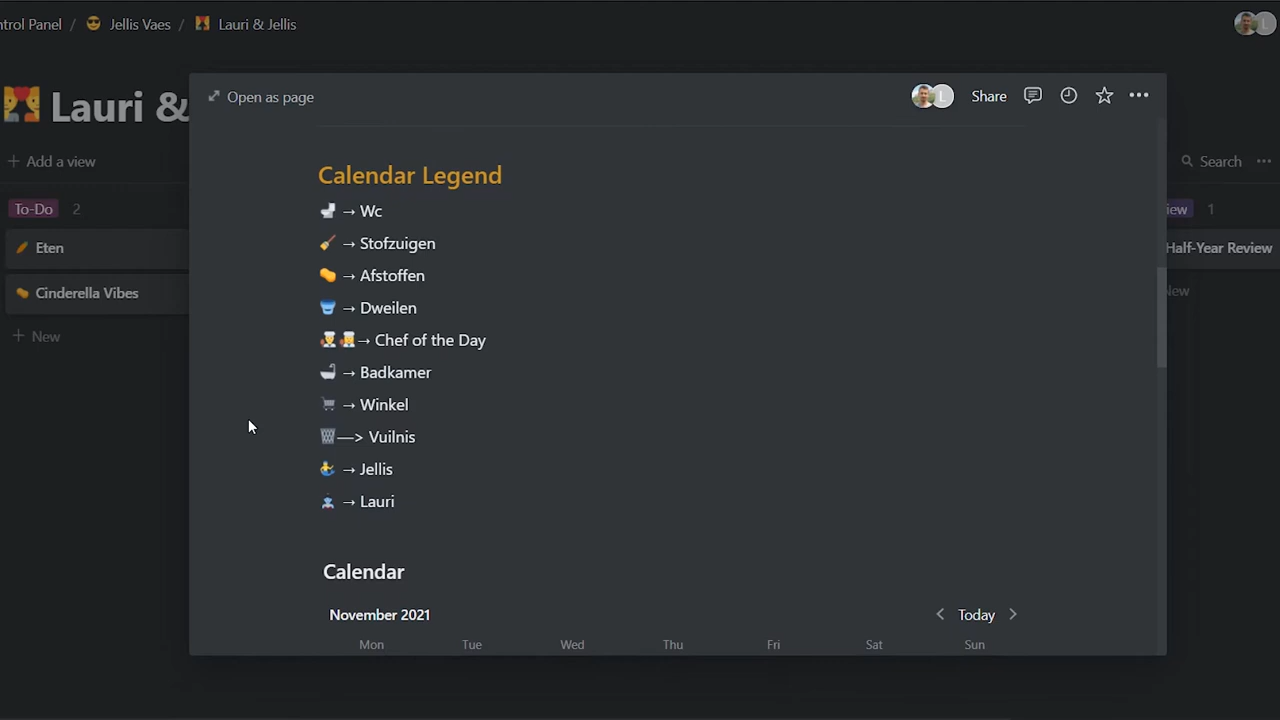 ntrol Panel / Jellis Vaes / Lauri & Jellis
Lauri &
Open as page
Share
+ Add a view
Search
To-Do 2
iew 1
Eten
Half-Year Review
Cinderella Vibes
New
+ New
Calendar Legend
→ Wc
→ Stofzuigen
→ Afstoffen
→ Dweilen
→ Chef of the Day
→ Badkamer
→ Winkel
—> Vuilnis
→ Jellis
→ Lauri
Calendar
November 2021
Today
Mon Tue Wed Thu Fri Sat Sun